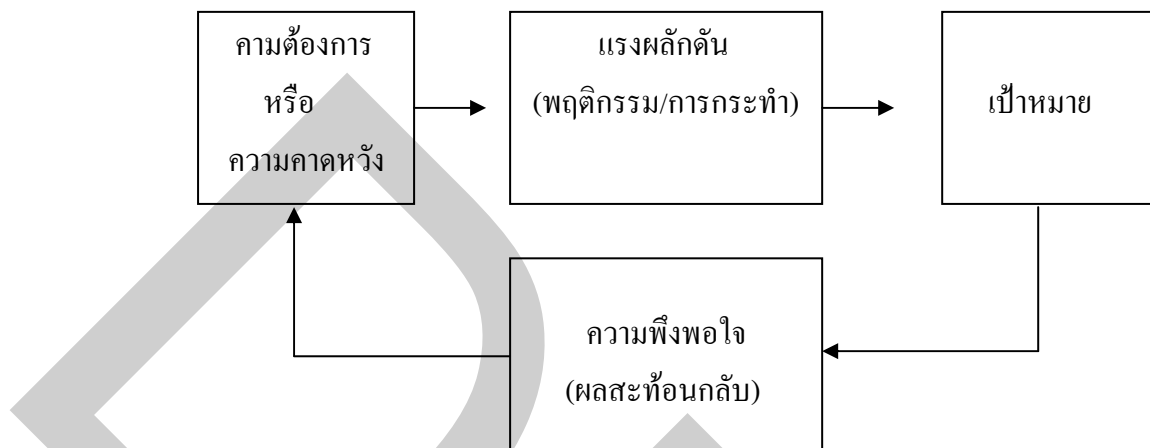 คามต้องการ
หรือ
ความคาดหวัง
แรงผลักดัน
(พฤติกรรม/การกระทำ)
เป้าหมาย
ความพึงพอใจ
(ผลสะท้อนกลับ)